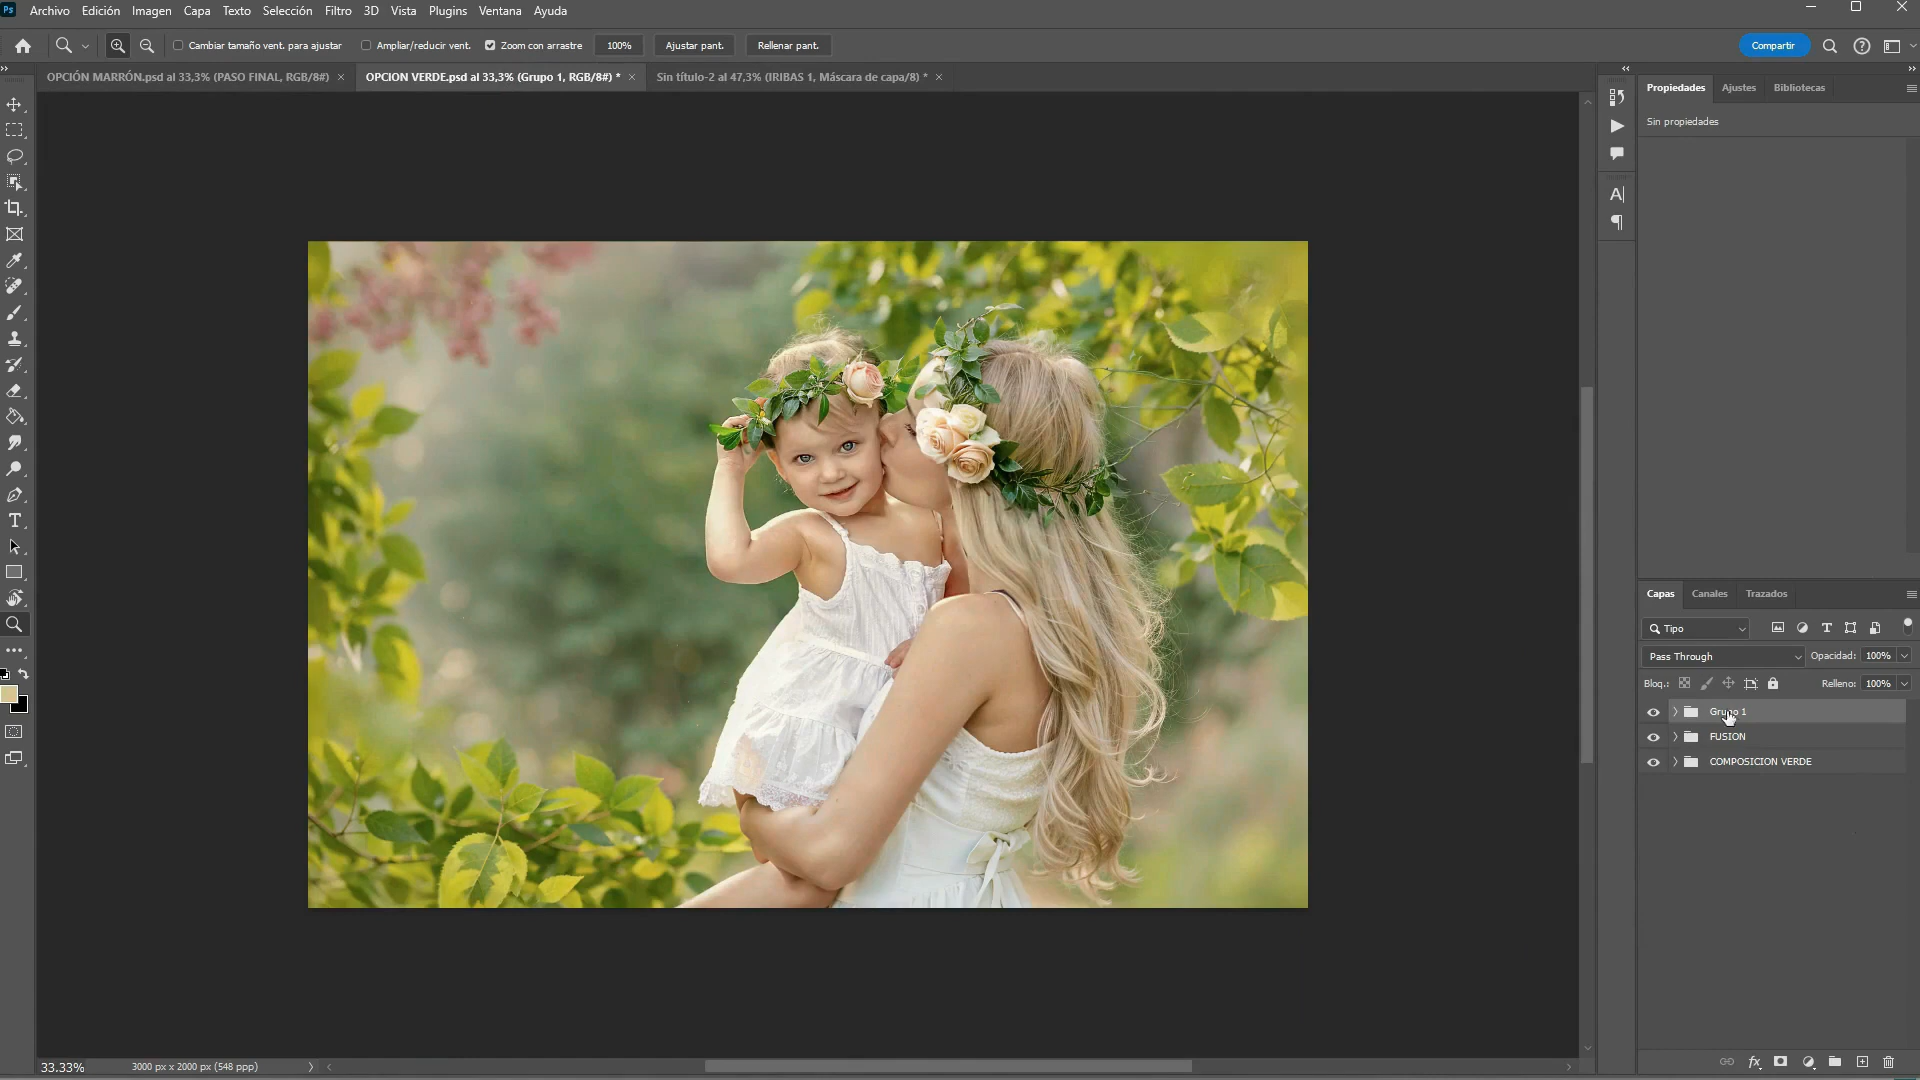 Ps Archivo Edición Imagen Capa Texto Selección Filtro 3D Vista Plugins Ventana Ayuda
Cambiar tamaño vent. para ajustar Ampliar/reducir vent. Zoom con arrastre 100% Ajustar pant. Rellenar pant. Compartir
OPCIÓN MARRÓN.psd al 33,3% (PASO FINAL, RGB/8#) OPCION VERDE.psd al 33,3% (Grupo 1, RGB/8#) * Sin título-2 al 47,3% (IRIBAS 1, Máscara de capa/8) *
Propiedades Ajustes Bibliotecas
Sin propiedades
Capas Canales Trazados
Tipo
Pass Through Opacidad: 100%
Bloq.: Relleno: 100%
Grupo 1
FUSION
COMPOSICION VERDE
33.33% 3000 px x 2000 px (548 ppp)